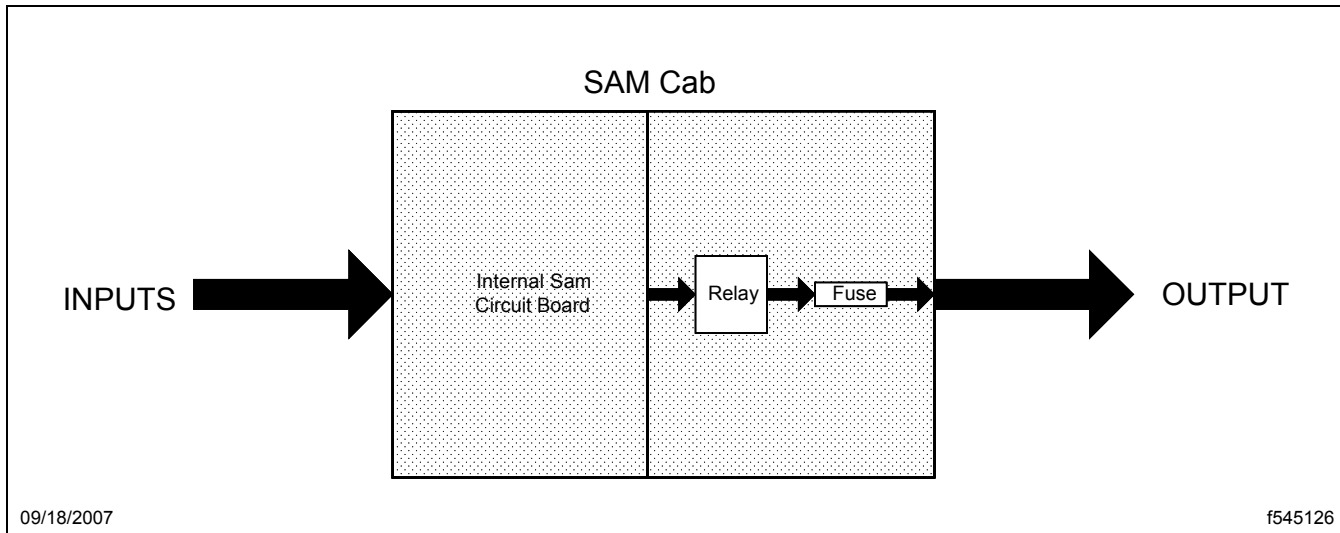 SAM Cab
INPUTS
Internal Sam
Circuit Board
Relay
Fuse
OUTPUT
09/18/2007
f545126